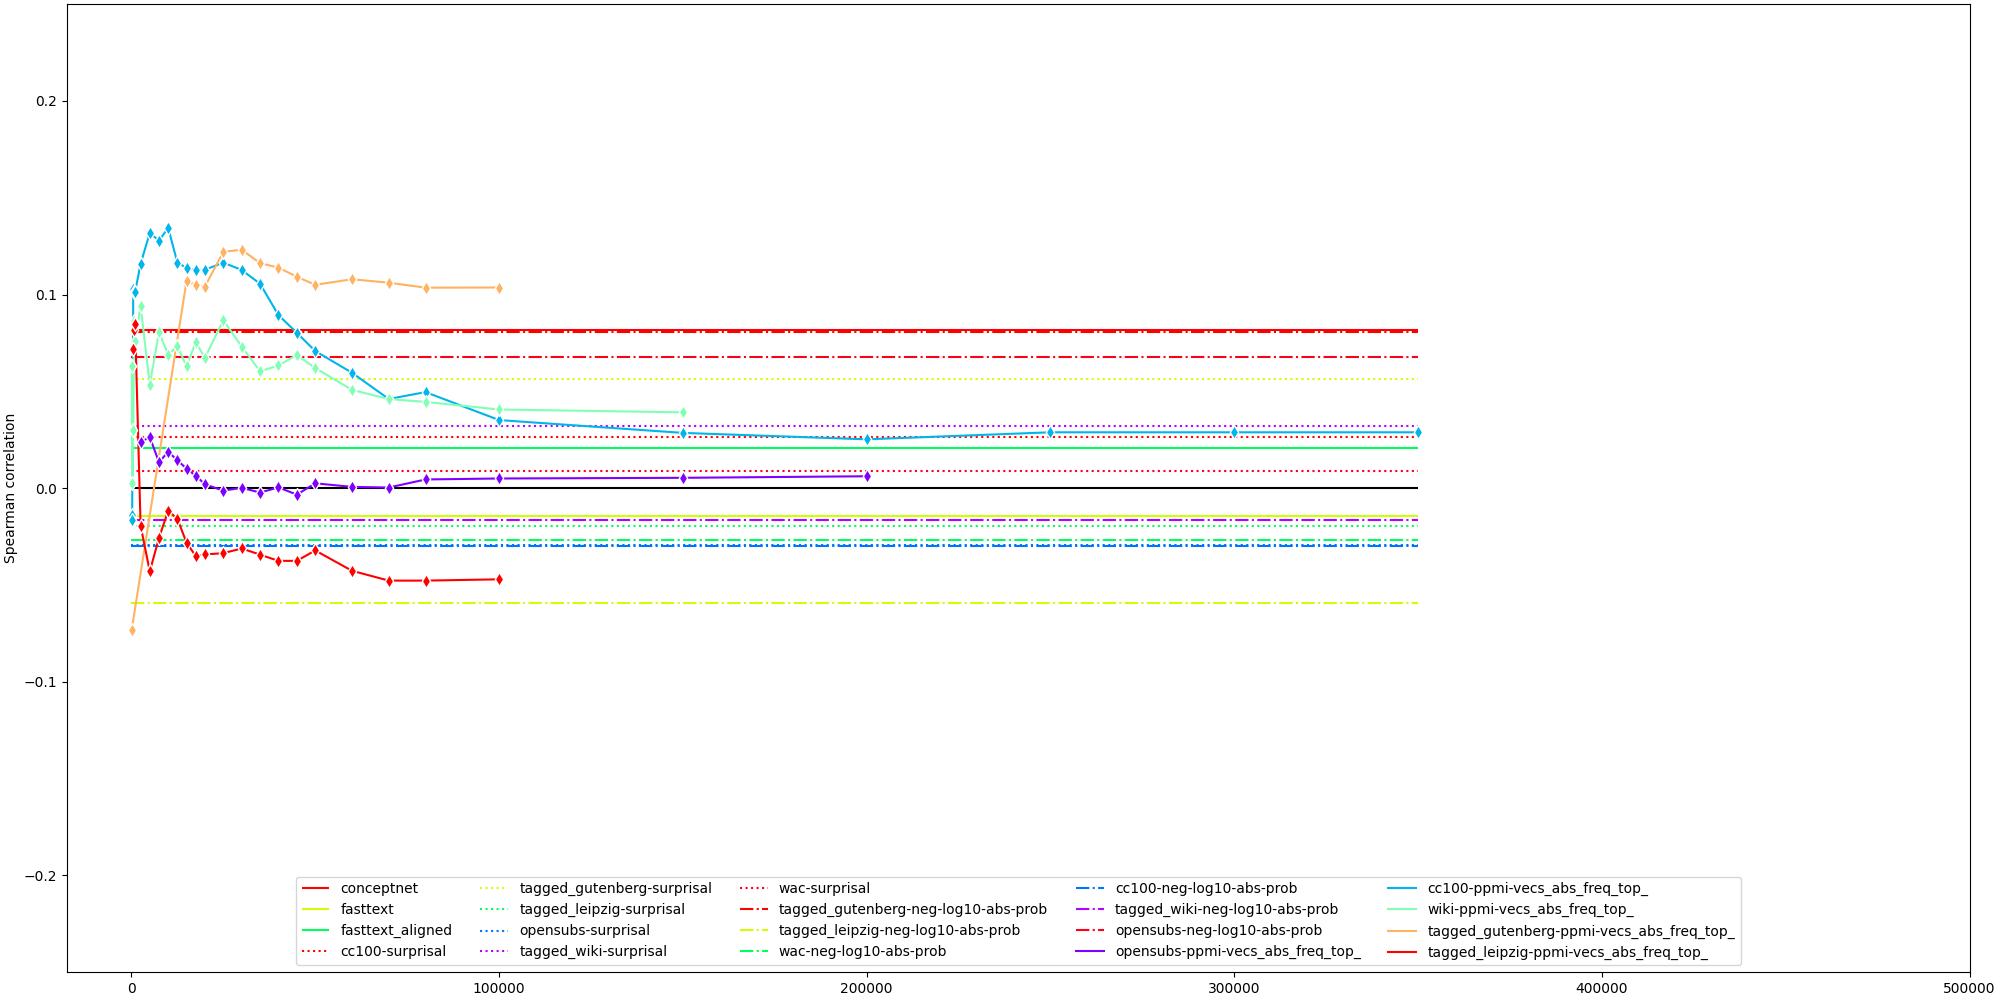 0.2
0.1
0.0
−0.1
−0.2
Spearman correlation
0 100000 200000 300000 400000 500000
conceptnet
fasttext
fasttext_aligned
cc100-surprisal
tagged_gutenberg-surprisal
tagged_leipzig-surprisal
opensubs-surprisal
tagged_wiki-surprisal
wac-surprisal
tagged_gutenberg-neg-log10-abs-prob
tagged_leipzig-neg-log10-abs-prob
wac-neg-log10-abs-prob
cc100-neg-log10-abs-prob
tagged_wiki-neg-log10-abs-prob
opensubs-neg-log10-abs-prob
opensubs-ppmi-vecs_abs_freq_top_
cc100-ppmi-vecs_abs_freq_top_
wiki-ppmi-vecs_abs_freq_top_
tagged_gutenberg-ppmi-vecs_abs_freq_top_
tagged_leipzig-ppmi-vecs_abs_freq_top_